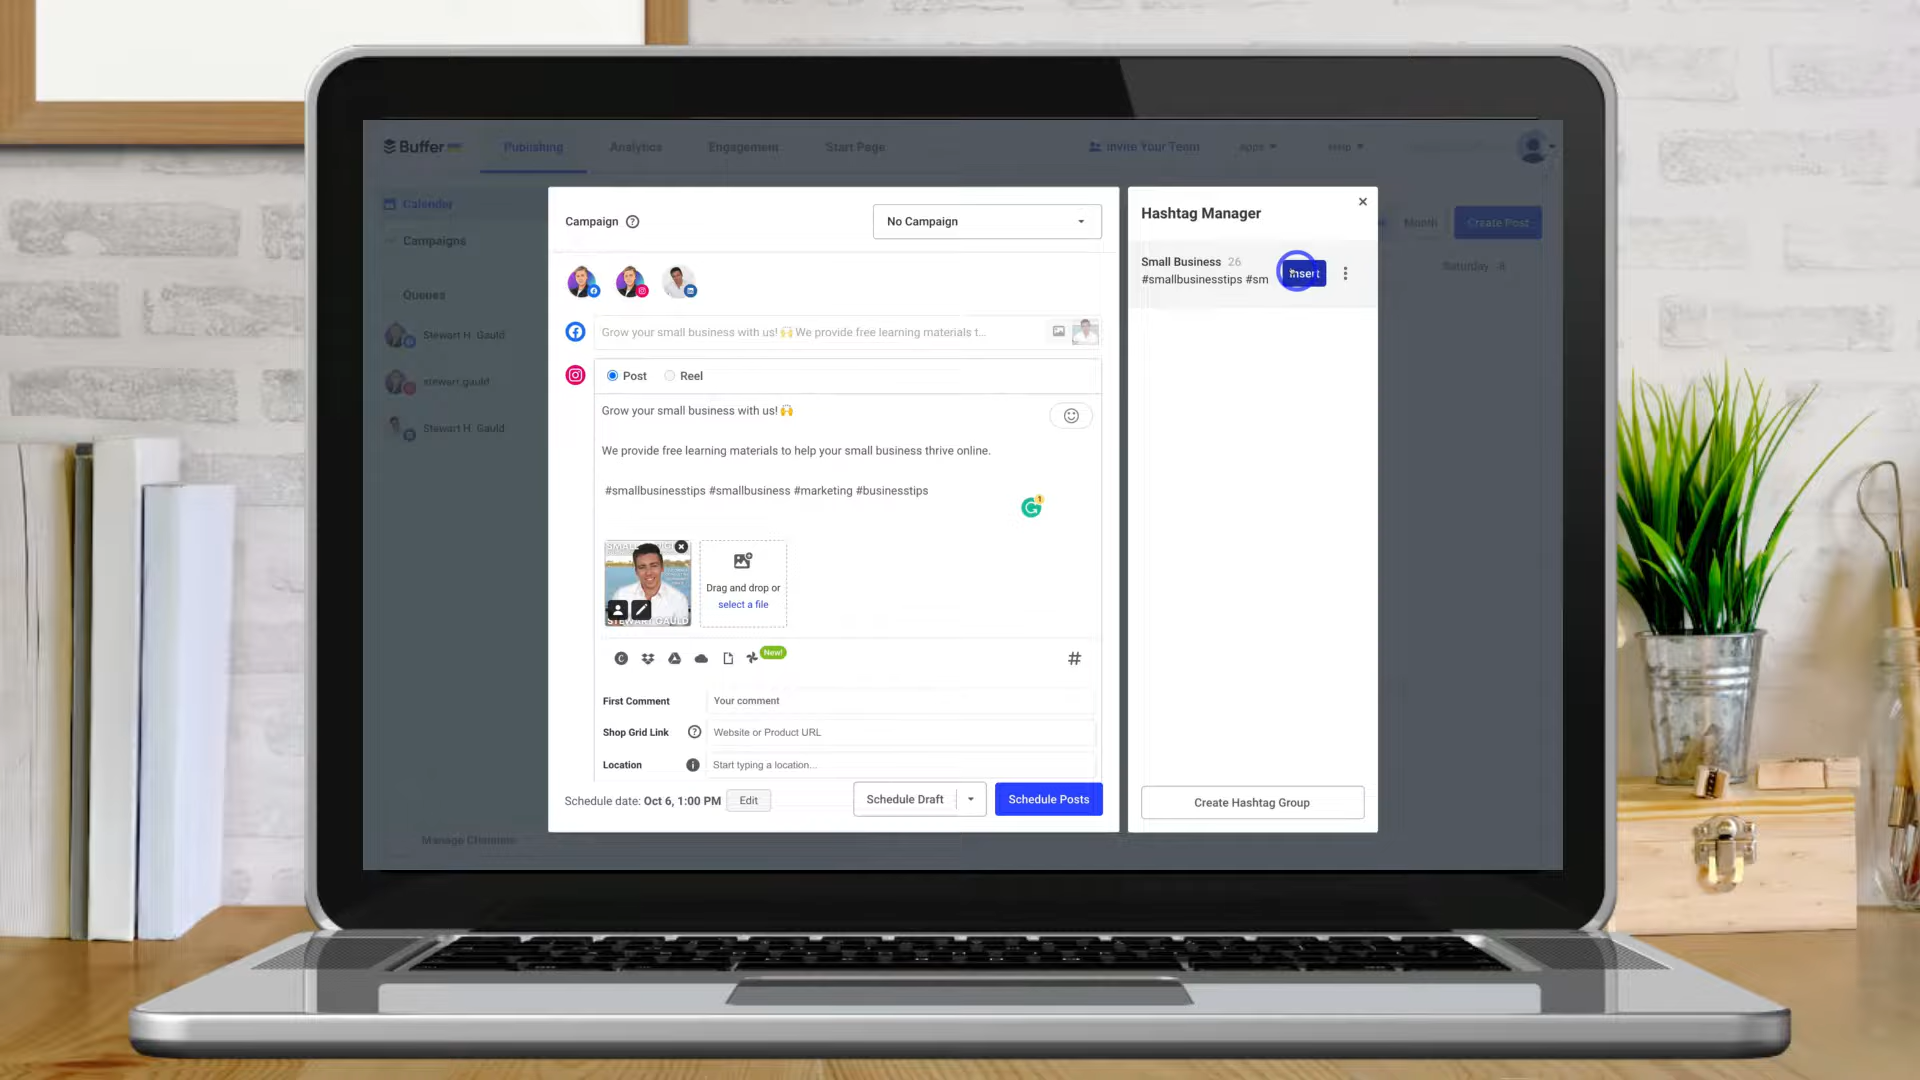 Buffer
Publishing
Analytics
Engagement
Start Page
Invite Your Team
Apps
Help
Calendar
Campaigns
Queues
Stewart H. Gauld
stewart.gauld
Stewart H. Gauld
Manage Channels
Month
Create Post
Saturday
Campaign ?
No Campaign
Grow your small business with us! 🙌 We provide free learning materials t...
Post
Reel
Grow your small business with us! 🙌
We provide free learning materials to help your small business thrive online.
#smallbusinesstips #smallbusiness #marketing #businesstips
1
STEWART GAULD
Drag and drop or
select a file
New!
#
First Comment
Your comment
Shop Grid Link ?
Website or Product URL
Location
Start typing a location...
Schedule date: Oct 6, 1:00 PM
Edit
Schedule Draft
Schedule Posts
Hashtag Manager
Small Business 26
#smallbusinesstips #sm
Insert
Create Hashtag Group